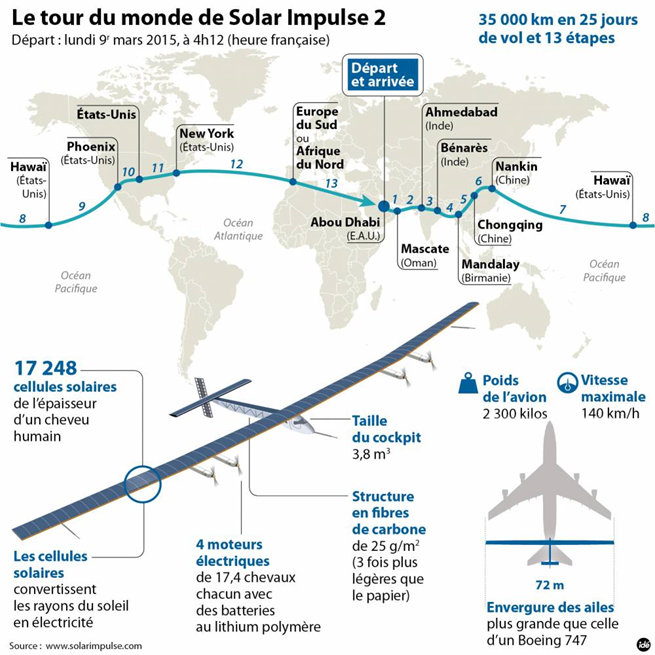 Le tour du monde de Solar Impulse 2
Départ : lundi 9r mars 2015, à 4h12 (heure française)
35 000 km en 25 jours
de vol et 13 étapes
Départ
et arrivée
États-Unis
Phoenix
(États-Unis)
New York
(États-Unis)
Europe
du Sud
ou
Afrique
du Nord
Ahmedabad
(Inde)
Bénarès
(Inde)
Nankin
(Chine)
Hawaï
(États-
Unis)
Hawaï
(États-Unis)
8
9
10
11
12
13
1
2
3
4
5
6
7
8
Abou Dhabi
(E.A.U.)
Mascate
(Oman)
Chongqing
(Chine)
Mandalay
(Birmanie)
Océan
Atlantique
Océan
Pacifique
Océan
Pacifique
17 248
cellules solaires
de l'épaisseur
d'un cheveu
humain
Poids
de l'avion
2 300 kilos
Vitesse
maximale
140 km/h
Taille
du cockpit
3,8 m³
Structure
en fibres
de carbone
de 25 g/m²
(3 fois plus
légères que
le papier)
Les cellules
solaires
convertissent
les rayons du soleil
en électricité
4 moteurs
électriques
de 17,4 chevaux
chacun avec
des batteries
au lithium polymère
72 m
Envergure des ailes
plus grande que celle
d'un Boeing 747
Source : www.solarimpulse.com
idé